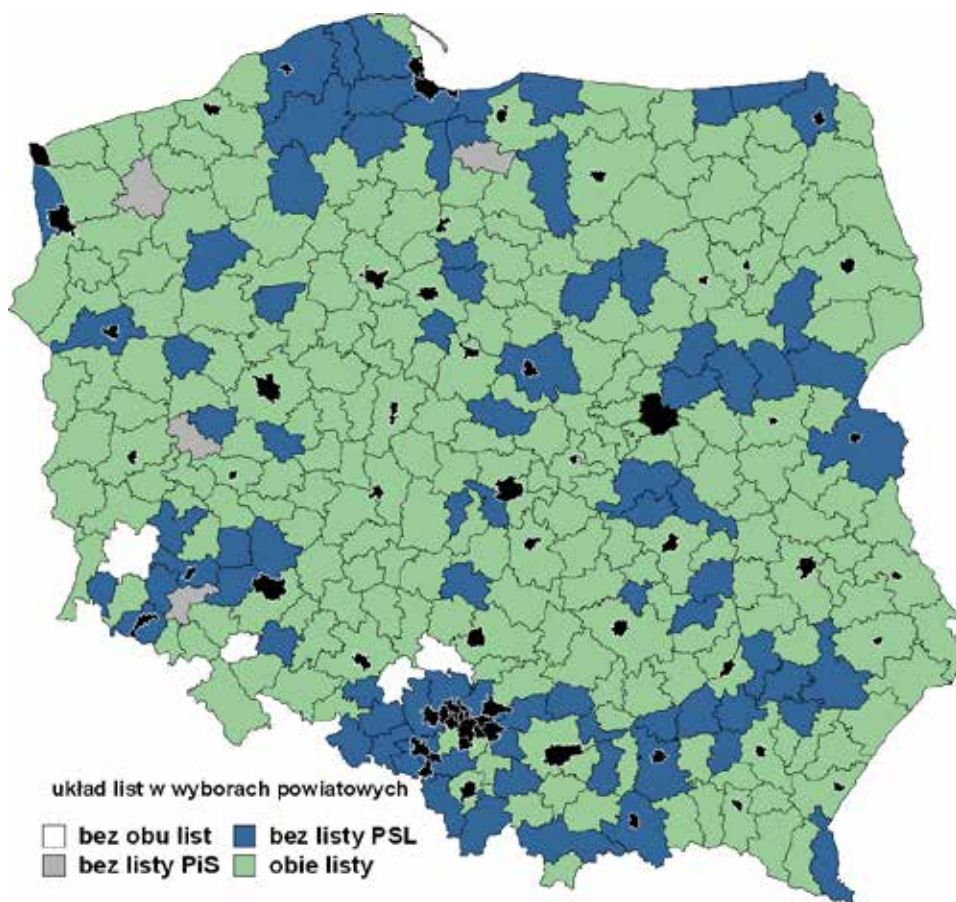 układ list w wyborach powiatowych
bez obu list
bez listy PSL
bez listy PiS
obie listy